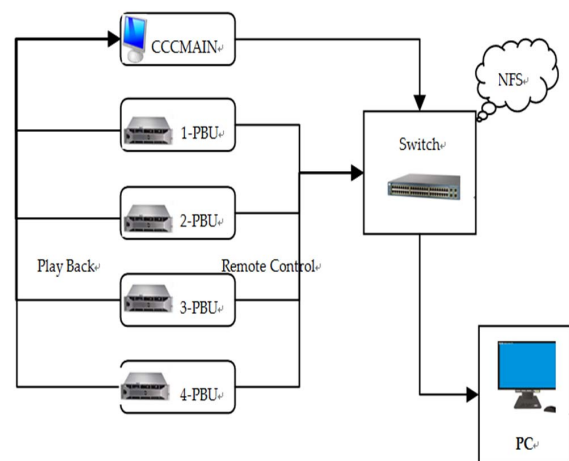 CCCMAIN
NFS
1-PBU
Switch
2-PBU
Play Back
Remote Control
3-PBU
4-PBU
PC